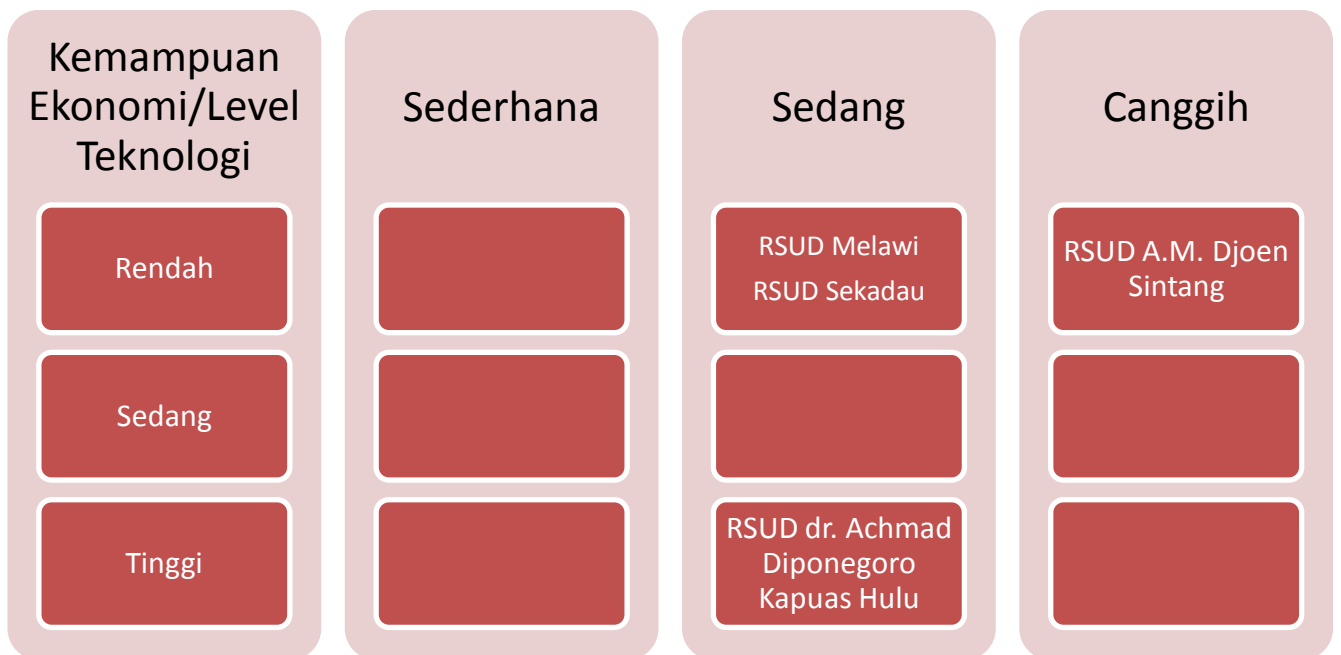 Kemampuan
Ekonomi/Level
Teknologi
Sederhana
Sedang
Canggih
Rendah
RSUD Melawi
RSUD Sekadau
RSUD A.M. Djoen
Sintang
Sedang
Tinggi
RSUD dr. Achmad
Diponegoro
Kapuas Hulu